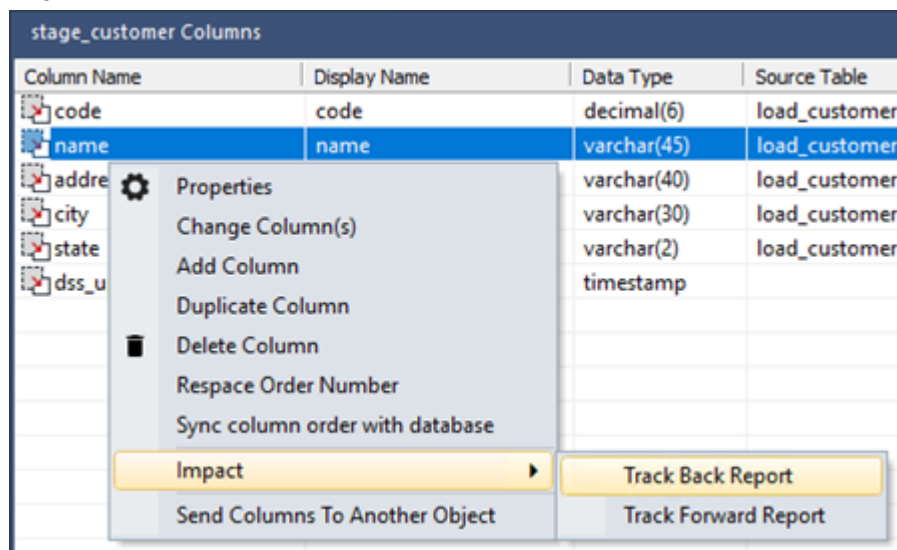 stage_customer Columns
Column Name Display Name Data Type Source Table
code code decimal(6) load_customer
name name varchar(45) load_customer
addre varchar(40) load_customer
city varchar(30) load_customer
state varchar(2) load_customer
dss_u timestamp
Properties
Change Column(s)
Add Column
Duplicate Column
Delete Column
Respace Order Number
Sync column order with database
Impact
Send Columns To Another Object
Track Back Report
Track Forward Report